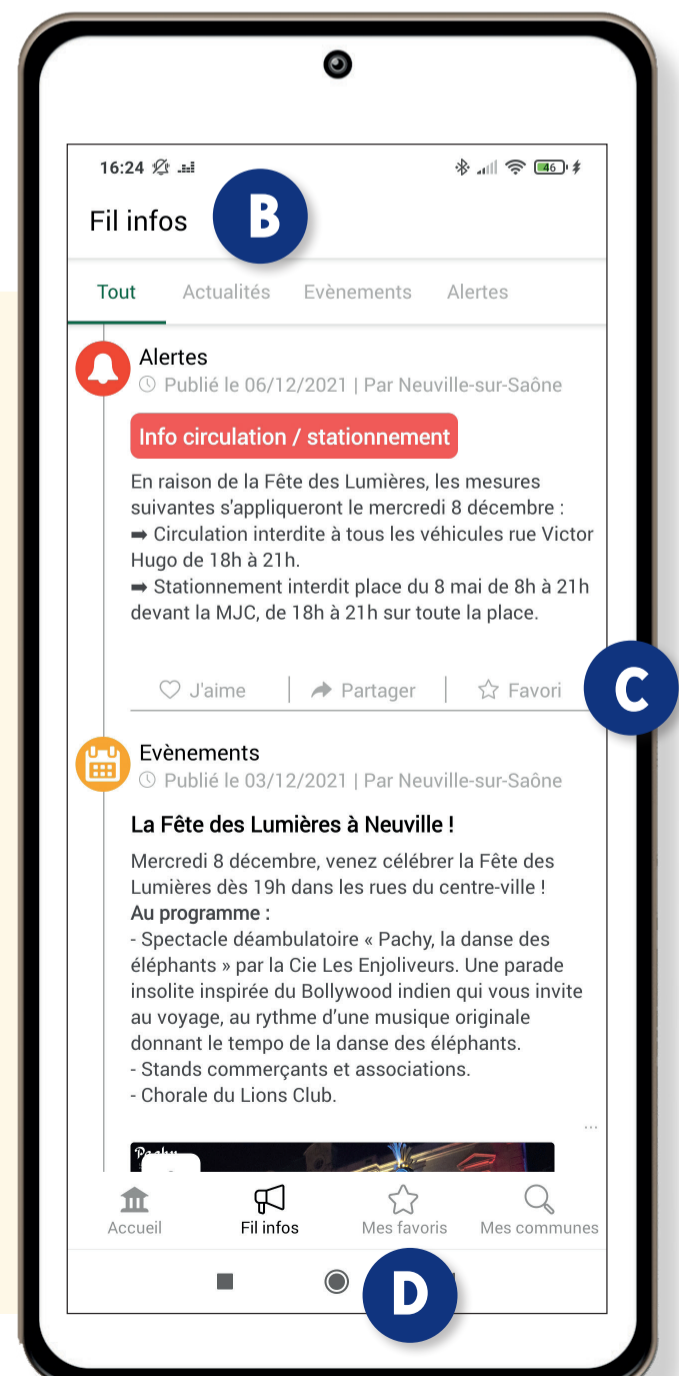 16:24
46
Fil infos
B
Tout Actualités Evènements Alertes
Alertes
Publié le 06/12/2021 | Par Neuville-sur-Saône
Info circulation / stationnement
En raison de la Fête des Lumières, les mesures
suivantes s'appliqueront le mercredi 8 décembre :
➡ Circulation interdite à tous les véhicules rue Victor
Hugo de 18h à 21h.
➡ Stationnement interdit place du 8 mai de 8h à 21h
devant la MJC, de 18h à 21h sur toute la place.
J'aime | Partager | Favori
C
Evènements
Publié le 03/12/2021 | Par Neuville-sur-Saône
La Fête des Lumières à Neuville !
Mercredi 8 décembre, venez célébrer la Fête des
Lumières dès 19h dans les rues du centre-ville !
Au programme :
- Spectacle déambulatoire « Pachy, la danse des
éléphants » par la Cie Les Enjoliveurs. Une parade
insolite inspirée du Bollywood indien qui vous invite
au voyage, au rythme d’une musique originale
donnant le tempo de la danse des éléphants.
- Stands commerçants et associations.
- Chorale du Lions Club.
...
Pachy
Accueil Fil infos Mes favoris Mes communes
D